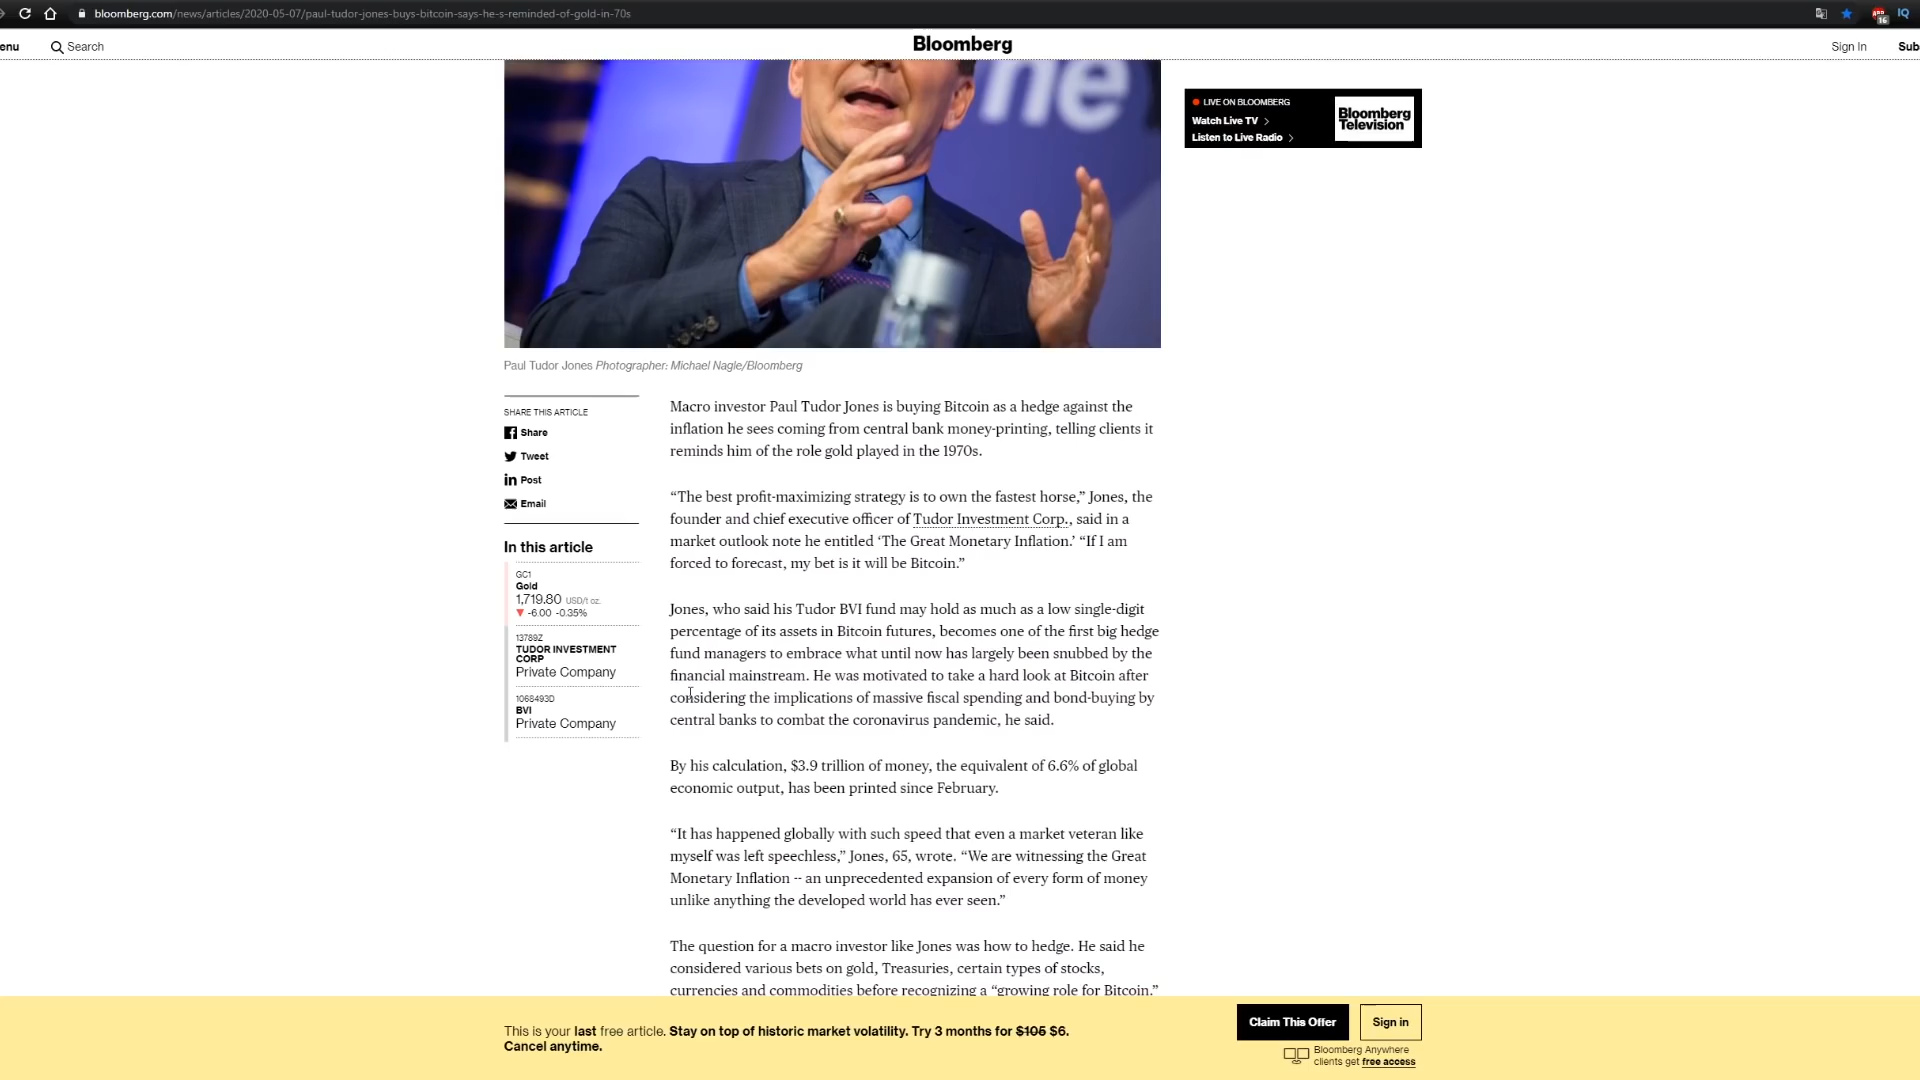 bloomberg.com/news/articles/2020-05-07/paul-tudor-jones-buys-bitcoin-says-he-s-reminded-of-gold-in-70s
16
IQ
enu
Search
Bloomberg
Sign In
Sub
ne
LIVE ON BLOOMBERG
Watch Live TV
Listen to Live Radio
Bloomberg
Television
Paul Tudor Jones Photographer: Michael Nagle/Bloomberg
SHARE THIS ARTICLE
Share
Tweet
Post
Email
In this article
GC1
Gold
1,719.80 USD/t oz.
▼ -6.00 -0.35%
13789Z
TUDOR INVESTMENT
CORP
Private Company
1068493D
BVI
Private Company
Macro investor Paul Tudor Jones is buying Bitcoin as a hedge against the
inflation he sees coming from central bank money-printing, telling clients it
reminds him of the role gold played in the 1970s.
“The best profit-maximizing strategy is to own the fastest horse,” Jones, the
founder and chief executive officer of Tudor Investment Corp., said in a
market outlook note he entitled ‘The Great Monetary Inflation.’ “If I am
forced to forecast, my bet is it will be Bitcoin.”
Jones, who said his Tudor BVI fund may hold as much as a low single-digit
percentage of its assets in Bitcoin futures, becomes one of the first big hedge
fund managers to embrace what until now has largely been snubbed by the
financial mainstream. He was motivated to take a hard look at Bitcoin after
considering the implications of massive fiscal spending and bond-buying by
central banks to combat the coronavirus pandemic, he said.
By his calculation, $3.9 trillion of money, the equivalent of 6.6% of global
economic output, has been printed since February.
“It has happened globally with such speed that even a market veteran like
myself was left speechless,” Jones, 65, wrote. “We are witnessing the Great
Monetary Inflation -- an unprecedented expansion of every form of money
unlike anything the developed world has ever seen.”
The question for a macro investor like Jones was how to hedge. He said he
considered various bets on gold, Treasuries, certain types of stocks,
currencies and commodities before recognizing a “growing role for Bitcoin.”
This is your last free article. Stay on top of historic market volatility. Try 3 months for $105 $6.
Cancel anytime.
Claim This Offer
Sign in
Bloomberg Anywhere
clients get free access